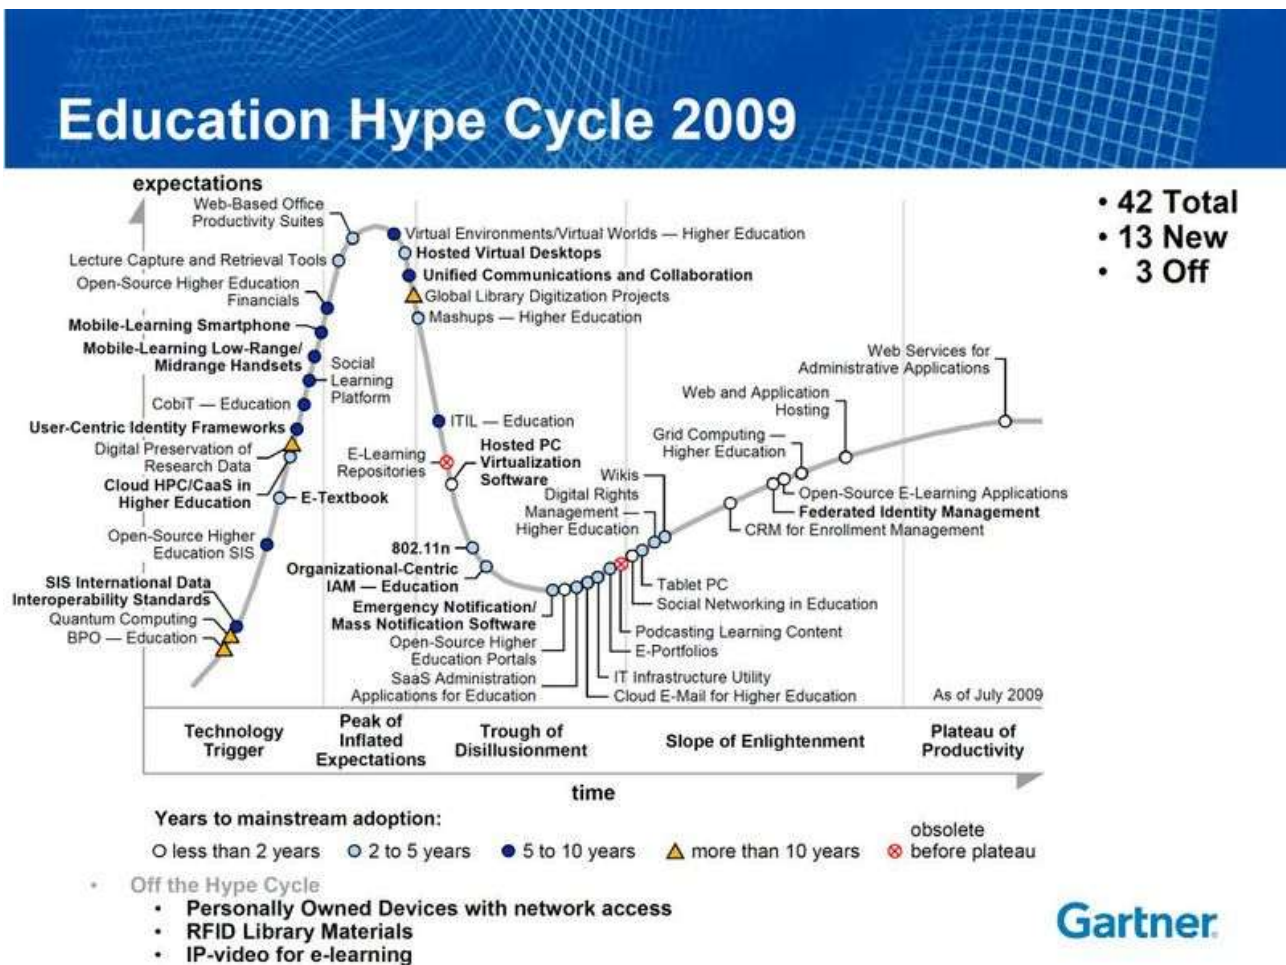 Education Hype Cycle 2009
expectations
• 42 Total
• 13 New
• 3 Off
Web-Based Office
Productivity Suites
Lecture Capture and Retrieval Tools
Open-Source Higher Education
Financials
Mobile-Learning Smartphone
Mobile-Learning Low-Range/
Midrange Handsets
Social
Learning
Platform
CobiT — Education
User-Centric Identity Frameworks
Digital Preservation of
Research Data
Cloud HPC/CaaS in
Higher Education
E-Textbook
Open-Source Higher
Education SIS
SIS International Data
Interoperability Standards
Quantum Computing
BPO — Education
Virtual Environments/Virtual Worlds — Higher Education
Hosted Virtual Desktops
Unified Communications and Collaboration
Global Library Digitization Projects
Mashups — Higher Education
ITIL — Education
E-Learning
Repositories
Hosted PC
Virtualization
Software
802.11n
Organizational-Centric
IAM — Education
Emergency Notification/
Mass Notification Software
Open-Source Higher
Education Portals
SaaS Administration
Applications for Education
Wikis
Digital Rights
Management —
Higher Education
Tablet PC
Social Networking in Education
Podcasting Learning Content
E-Portfolios
IT Infrastructure Utility
Cloud E-Mail for Higher Education
Web Services for
Administrative Applications
Web and Application
Hosting
Grid Computing —
Higher Education
Open-Source E-Learning Applications
Federated Identity Management
CRM for Enrollment Management
As of July 2009
Technology
Trigger
Peak of
Inflated
Expectations
Trough of
Disillusionment
Slope of Enlightenment
Plateau of
Productivity
time
Years to mainstream adoption:
less than 2 years
2 to 5 years
5 to 10 years
more than 10 years
obsolete
before plateau
• Off the Hype Cycle
• Personally Owned Devices with network access
• RFID Library Materials
• IP-video for e-learning
Gartner